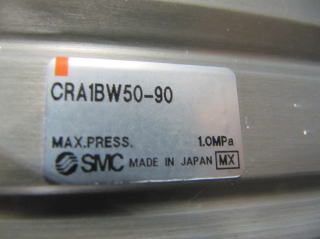 CRA1BW50-90
MAX.PRESS. 1.0MPa
SMC MADE IN JAPAN MX